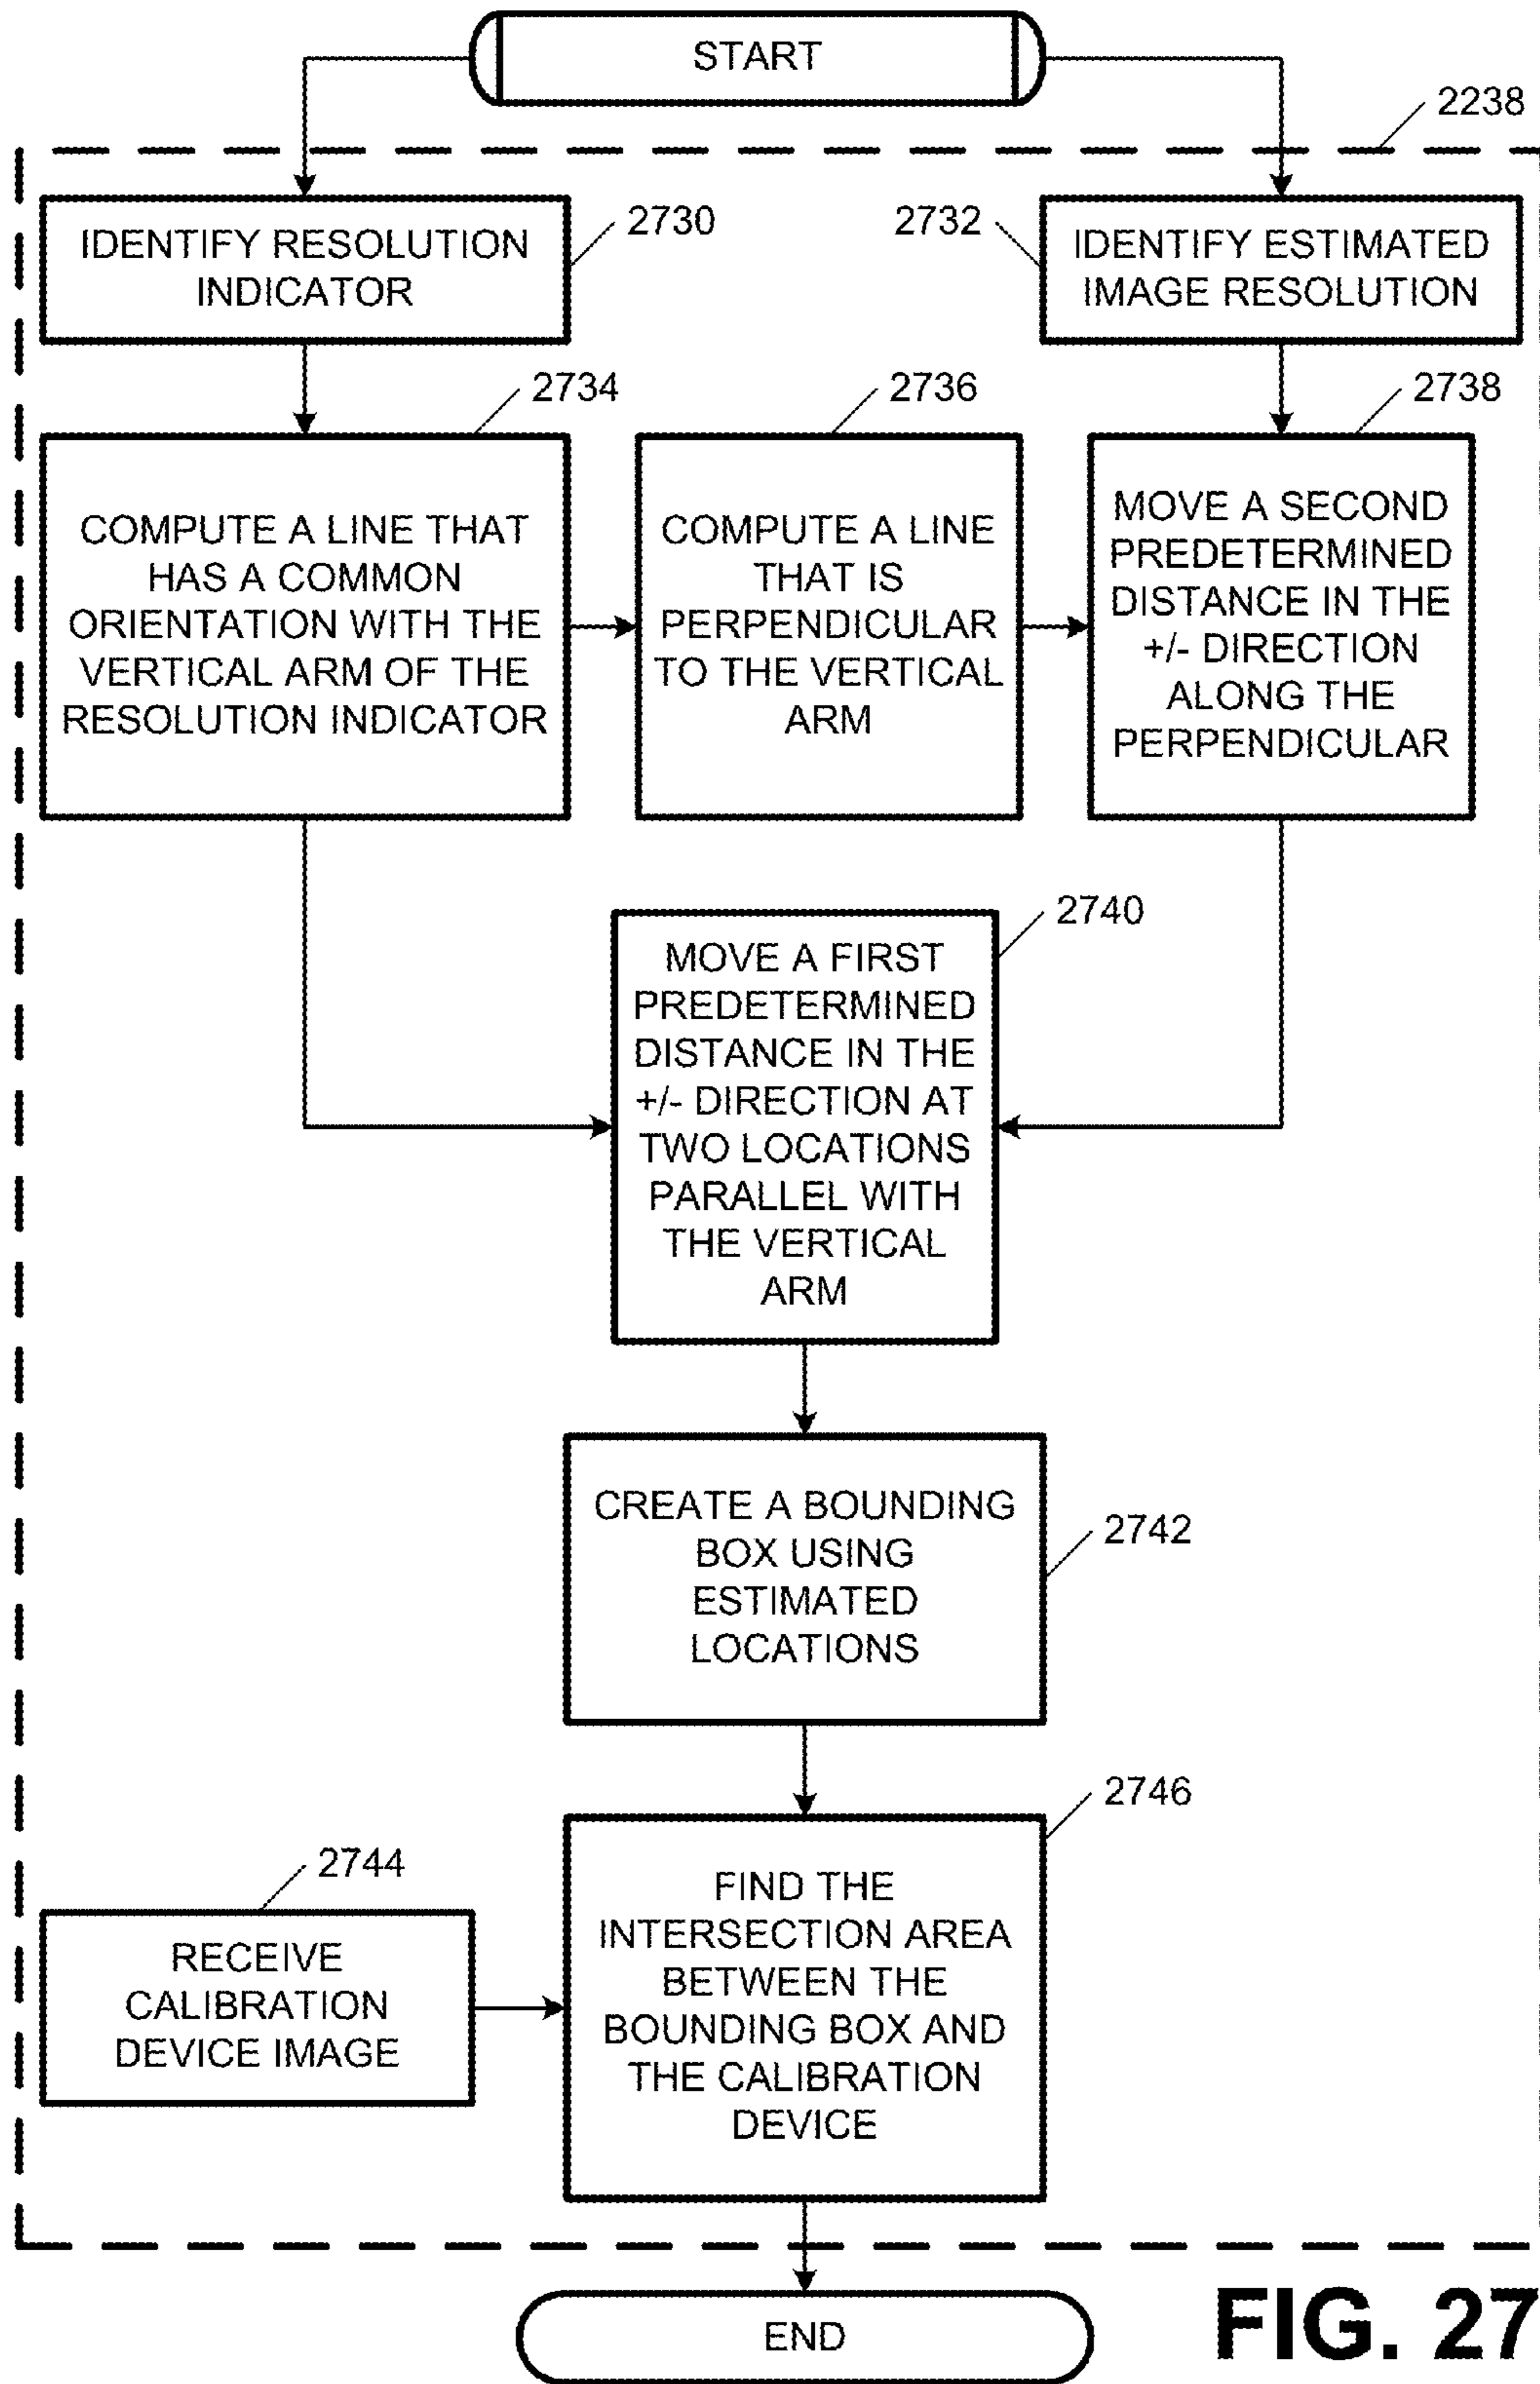 START
2238
IDENTIFY RESOLUTION
INDICATOR
2730
2732
IDENTIFY ESTIMATED
IMAGE RESOLUTION
2734
COMPUTE A LINE THAT
HAS A COMMON
ORIENTATION WITH THE
VERTICAL ARM OF THE
RESOLUTION INDICATOR
2736
COMPUTE A LINE
THAT IS
PERPENDICULAR
TO THE VERTICAL
ARM
2738
MOVE A SECOND
PREDETERMINED
DISTANCE IN THE
+/- DIRECTION
ALONG THE
PERPENDICULAR
2740
MOVE A FIRST
PREDETERMINED
DISTANCE IN THE
+/- DIRECTION AT
TWO LOCATIONS
PARALLEL WITH
THE VERTICAL
ARM
CREATE A BOUNDING
BOX USING
ESTIMATED
LOCATIONS
2742
2744
RECEIVE
CALIBRATION
DEVICE IMAGE
2746
FIND THE
INTERSECTION AREA
BETWEEN THE
BOUNDING BOX AND
THE CALIBRATION
DEVICE
END
FIG. 27